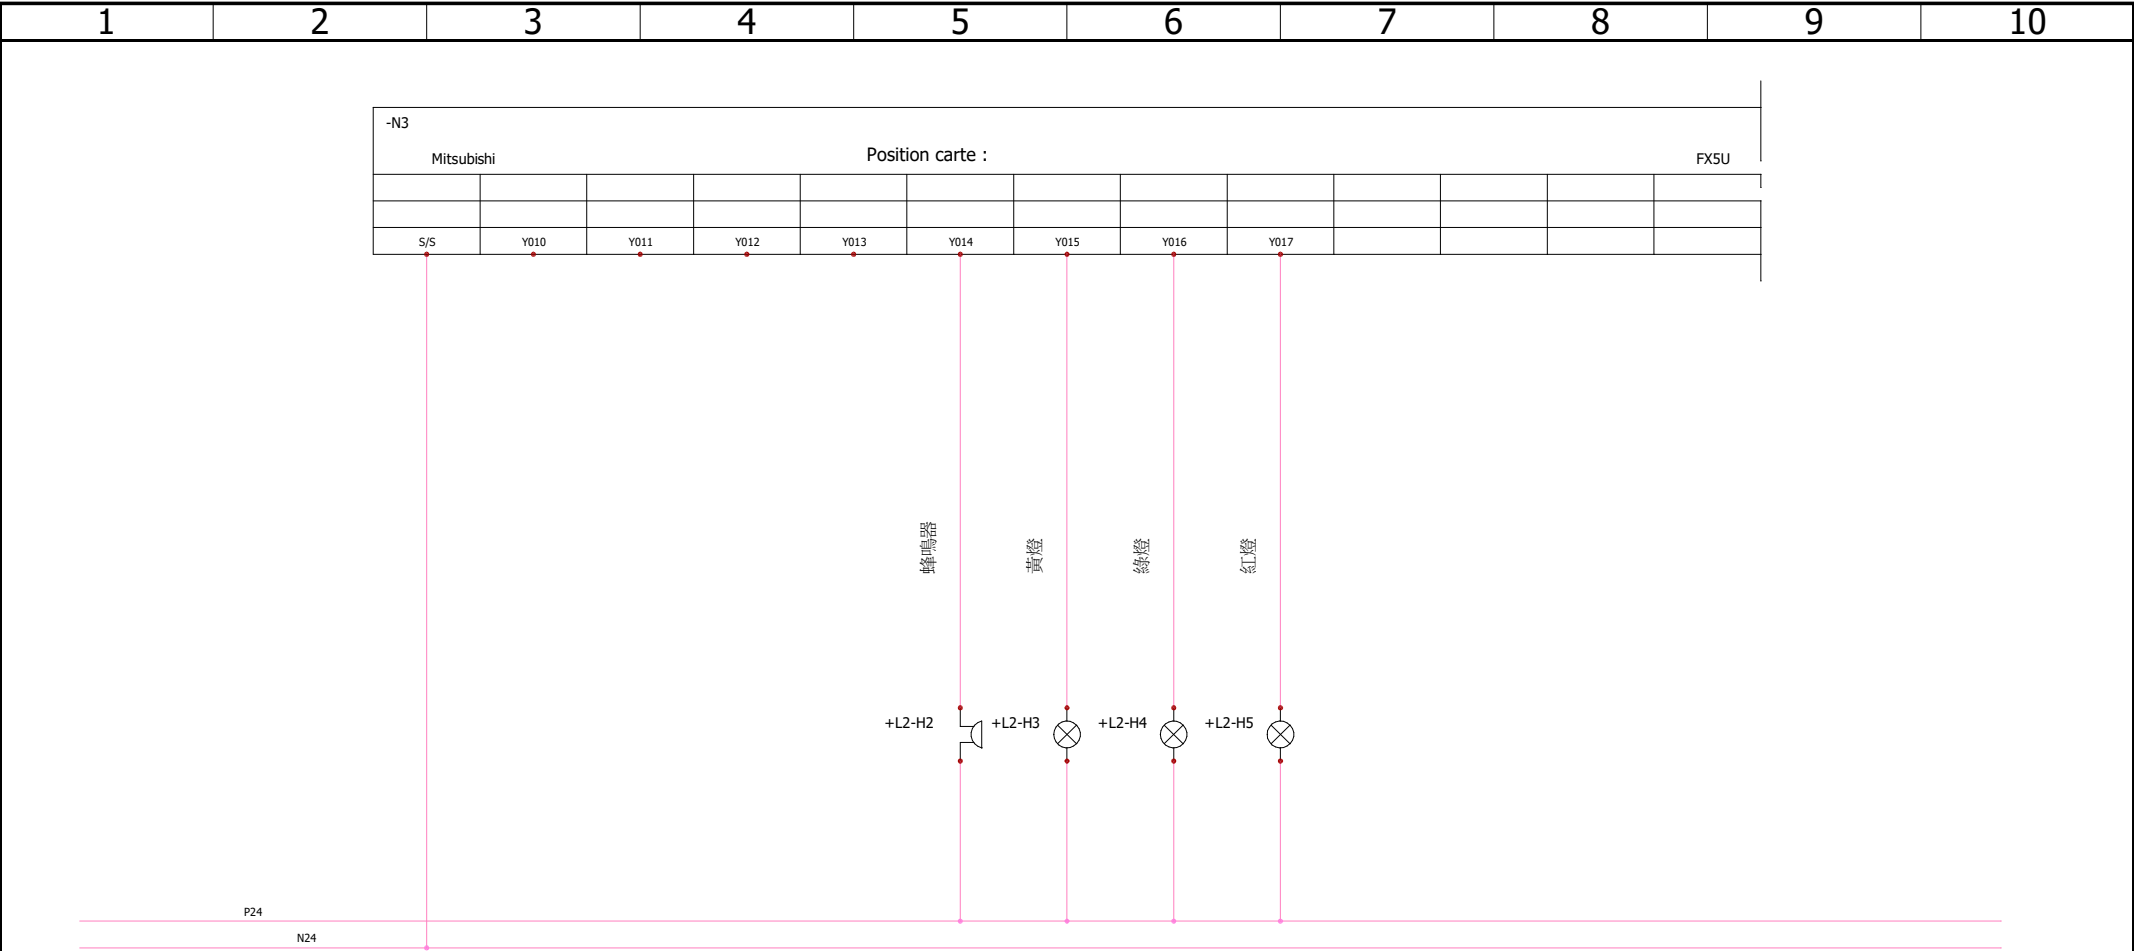 1 2 3 4 5 6 7 8 9 10
-N3
Mitsubishi Position carte : FX5U
S/S Y010 Y011 Y012 Y013 Y014 Y015 Y016 Y017
蜂鳴器 黃燈 綠燈 紅燈
+L2-H2 +L2-H3 +L2-H4 +L2-H5
P24
N24